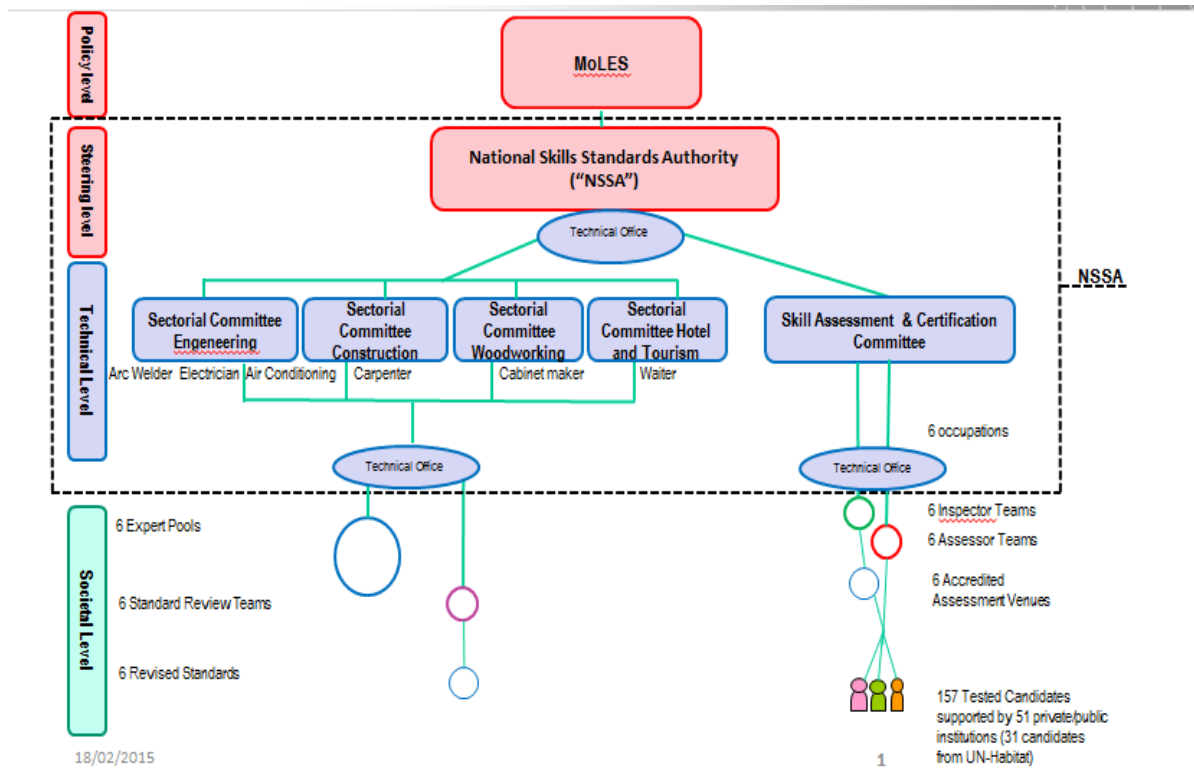 Policy level
MoLES
Steering level
National Skills Standards Authority
(“NSSA”)
Technical Office
NSSA
Technical Level
Sectorial Committee
Engeneering
Sectorial
Committee
Construction
Sectorial
Committee
Woodworking
Sectorial
Committee Hotel
and Tourism
Skill Assessment & Certification
Committee
Arc Welder Electrician Air Conditioning
Carpenter
Cabinet maker
Waiter
6 occupations
Technical Office
Technical Office
Societal Level
6 Expert Pools
6 Standard Review Teams
6 Revised Standards
6 Inspector Teams
6 Assessor Teams
6 Accredited
Assessment Venues
157 Tested Candidates
supported by 51 private/public
institutions (31 candidates
from UN-Habitat)
18/02/2015
1